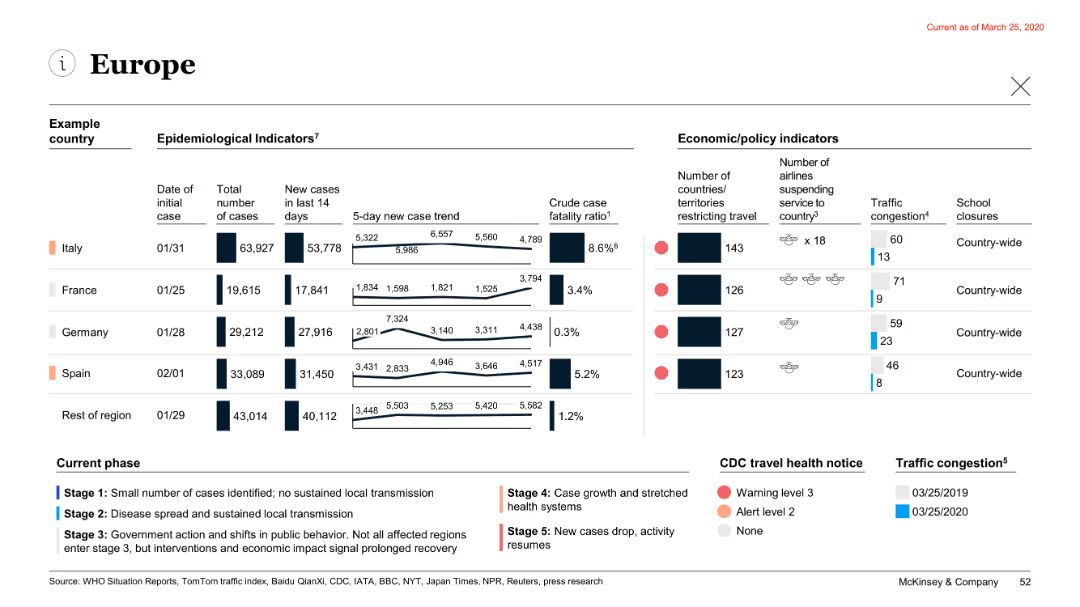 Current as of March 25, 2020
i Europe
Example
country
Epidemiological Indicators7
Economic/policy indicators
Date of
initial
case
Total
number
of cases
New cases
in last 14
days
5-day new case trend
Crude case
fatality ratio1
Number of
countries/
territories
restricting travel
Number of
airlines
suspending
service to
country3
Traffic
congestion4
School
closures
Italy 01/31 63,927 53,778 5,322 5,986 6,557 5,560 4,789 8.6%6 143 x 18 60 13 Country-wide
France 01/25 19,615 17,841 1,834 1,598 1,821 1,525 3,794 3.4% 126 71 9 Country-wide
Germany 01/28 29,212 27,916 2,801 7,324 3,140 3,311 4,438 0.3% 127 59 23 Country-wide
Spain 02/01 33,089 31,450 3,431 2,833 4,946 3,646 4,517 5.2% 123 46 8 Country-wide
Rest of region 01/29 43,014 40,112 3,448 5,503 5,253 5,420 5,582 1.2%
Current phase
Stage 1: Small number of cases identified; no sustained local transmission
Stage 2: Disease spread and sustained local transmission
Stage 3: Government action and shifts in public behavior. Not all affected regions
enter stage 3, but interventions and economic impact signal prolonged recovery
Stage 4: Case growth and stretched
health systems
Stage 5: New cases drop, activity
resumes
CDC travel health notice
Warning level 3
Alert level 2
None
Traffic congestion5
03/25/2019
03/25/2020
Source: WHO Situation Reports, TomTom traffic index, Baidu QianXi, CDC, IATA, BBC, NYT, Japan Times, NPR, Reuters, press research
McKinsey & Company 52